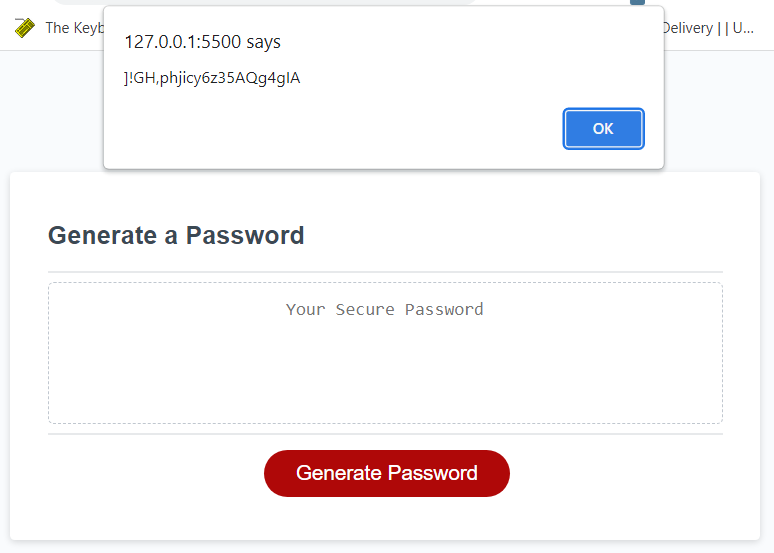 The Keyb
Delivery | | U...
127.0.0.1:5500 says
]!GH,phjicy6z35AQg4gIA
OK
Generate a Password
Your Secure Password
Generate Password